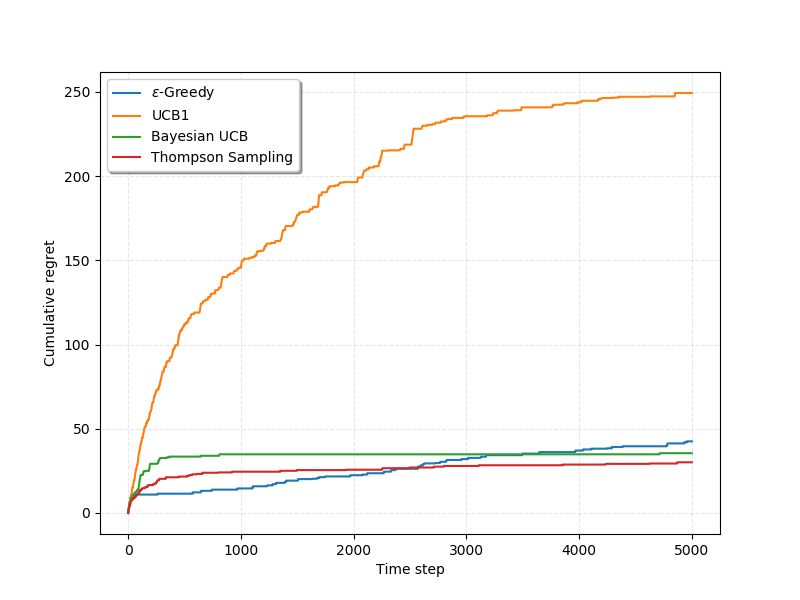 ε-Greedy
UCB1
Bayesian UCB
Thompson Sampling
250
200
150
100
50
0
Cumulative regret
0 1000 2000 3000 4000 5000
Time step